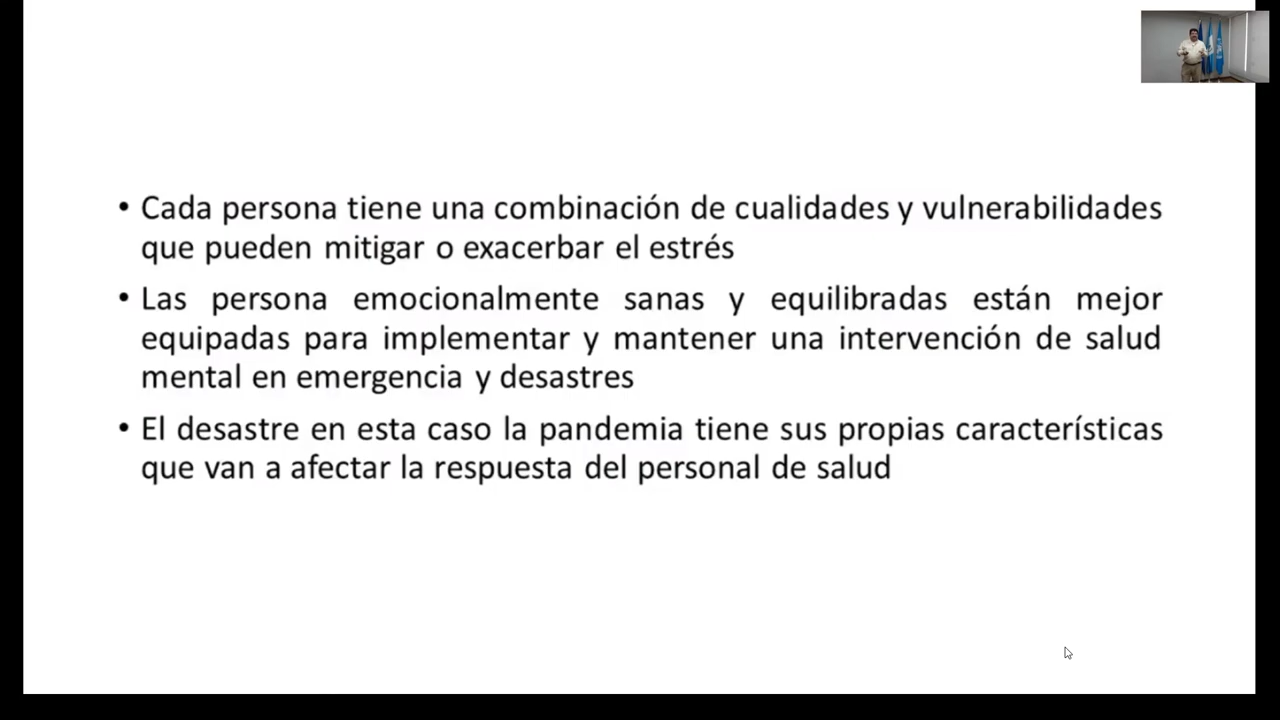 • Cada persona tiene una combinación de cualidades y vulnerabilidades
que pueden mitigar o exacerbar el estrés
• Las persona emocionalmente sanas y equilibradas están mejor
equipadas para implementar y mantener una intervención de salud
mental en emergencia y desastres
• El desastre en esta caso la pandemia tiene sus propias características
que van a afectar la respuesta del personal de salud